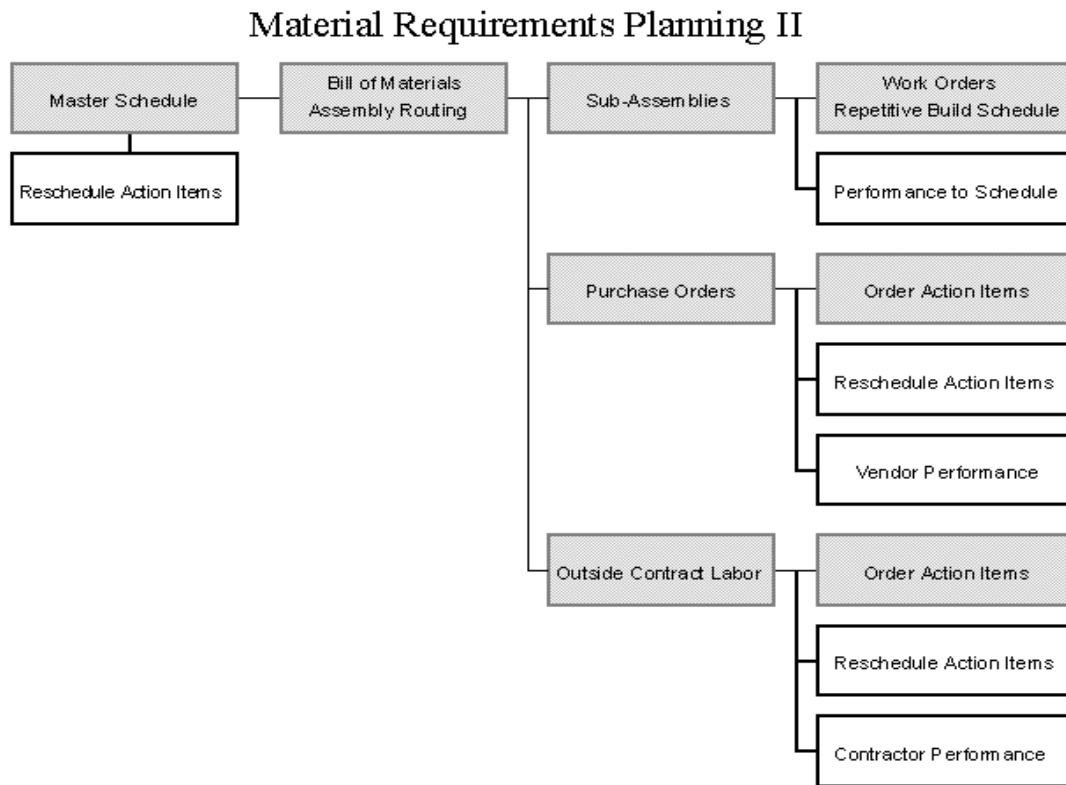 Material Requirements Planning II
Master Schedule
Bill of Materials
Assembly Routing
Sub-Assemblies
Work Orders
Repetitive Build Schedule
Reschedule Action Items
Performance to Schedule
Purchase Orders
Order Action Items
Reschedule Action Items
Vendor Performance
Outside Contract Labor
Order Action Items
Reschedule Action Items
Contractor Performance